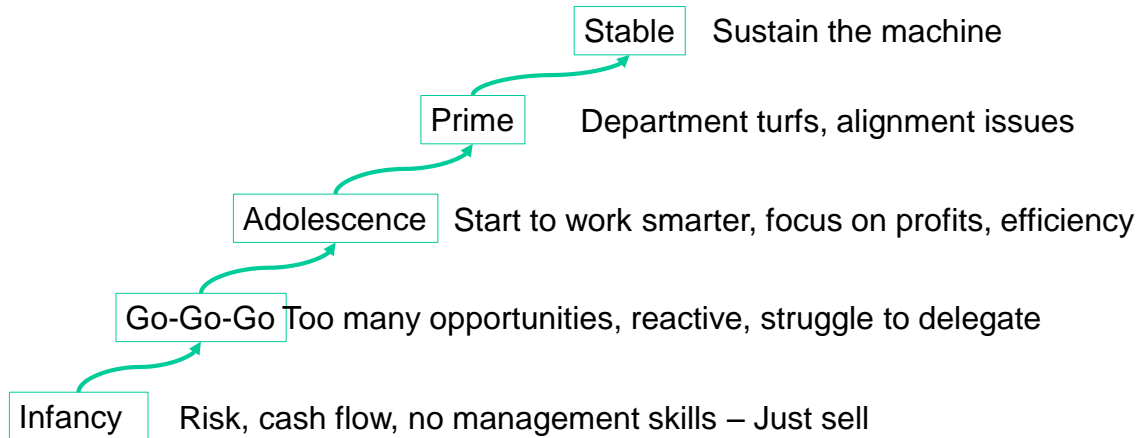 Stable Sustain the machine
Prime Department turfs, alignment issues
Adolescence Start to work smarter, focus on profits, efficiency
Go-Go-Go Too many opportunities, reactive, struggle to delegate
Infancy Risk, cash flow, no management skills – Just sell